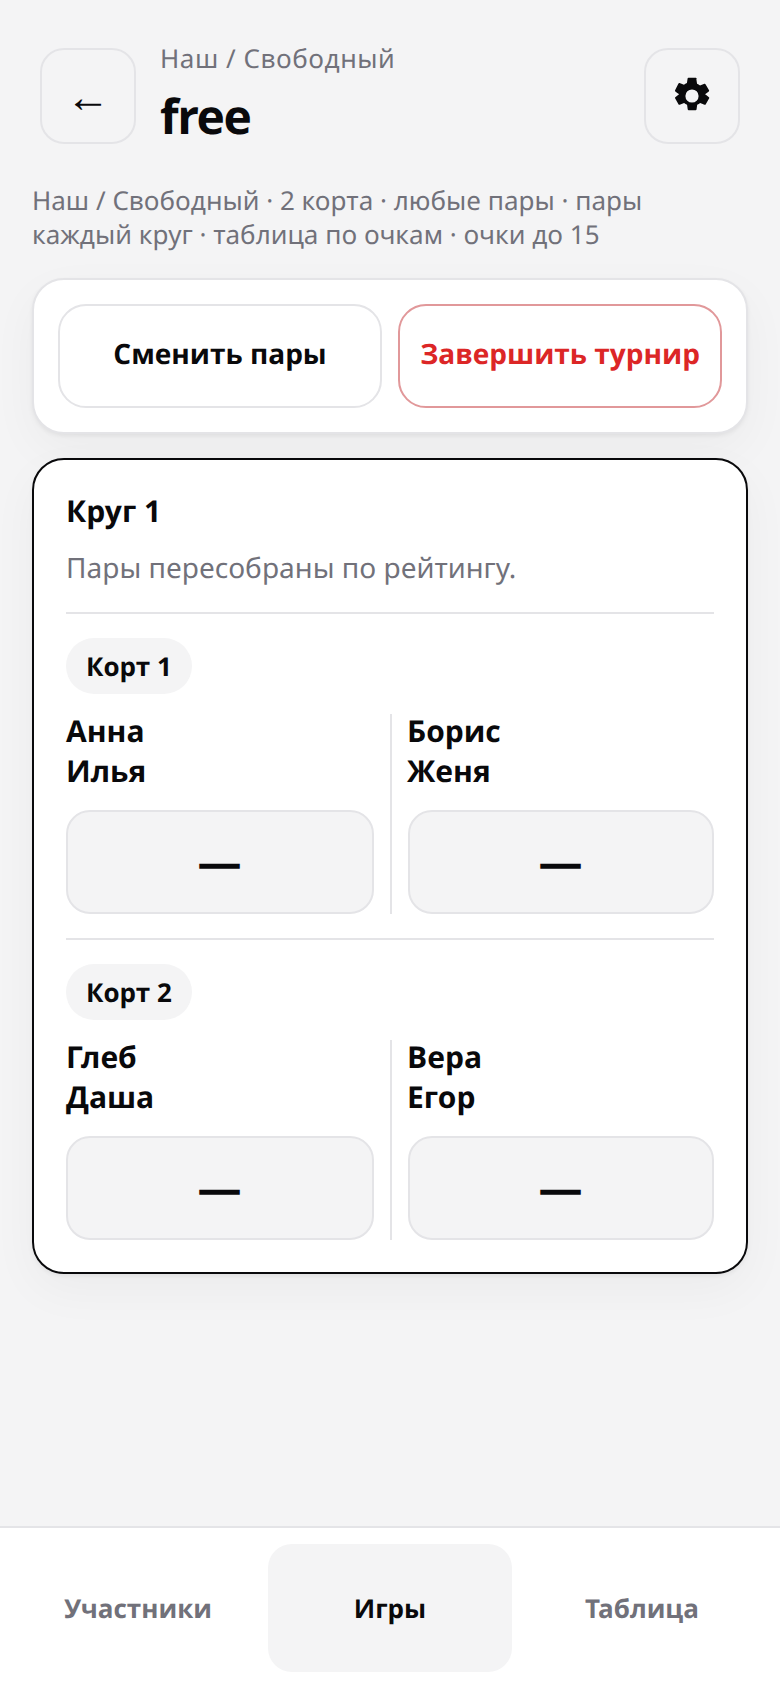 ←
Наш / Свободный
free
Наш / Свободный · 2 корта · любые пары · пары
каждый круг · таблица по очкам · очки до 15
Сменить пары
Завершить турнир
Круг 1
Пары пересобраны по рейтингу.
Корт 1
Анна
Илья
Борис
Женя
—
—
Корт 2
Глеб
Даша
Вера
Егор
—
—
Участники
Игры
Таблица